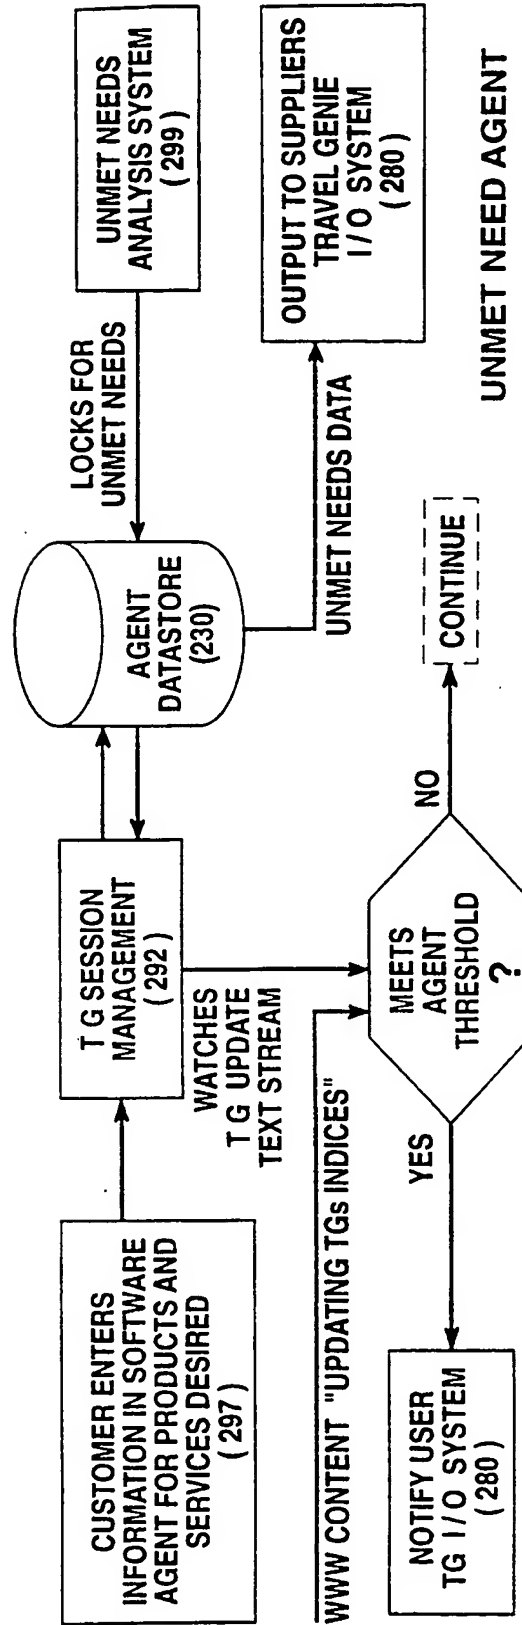 CUSTOMER ENTERS
INFORMATION IN SOFTWARE
AGENT FOR PRODUCTS AND
SERVICES DESIRED
(297)
T G SESSION
MANAGEMENT
(292)
AGENT
DATASTORE
(230)
LOCKS FOR
UNMET NEEDS
UNMET NEEDS
ANALYSIS SYSTEM
(299)
WATCHES
T G UPDATE
TEXT STREAM
UNMET NEEDS DATA
OUTPUT TO SUPPLIERS
TRAVEL GENIE
I/O SYSTEM
(280)
WWW CONTENT "UPDATING TGs INDICES"
MEETS
AGENT
THRESHOLD
?
YES
NO
NOTIFY USER
TG I/O SYSTEM
(280)
CONTINUE
UNMET NEED AGENT